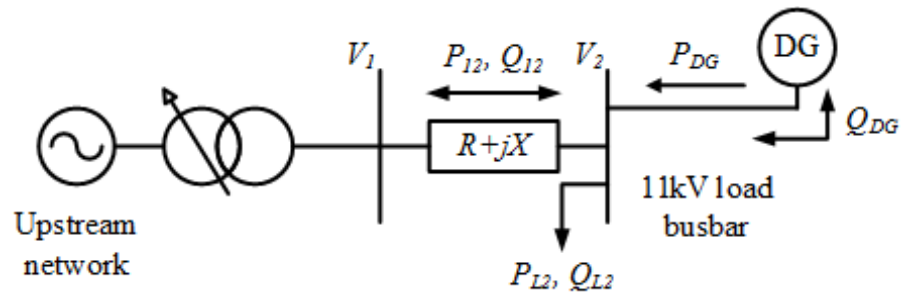 V1
P12, Q12
V2
PDG
DG
QDG
R+jX
11kV load
busbar
Upstream
network
PL2, QL2